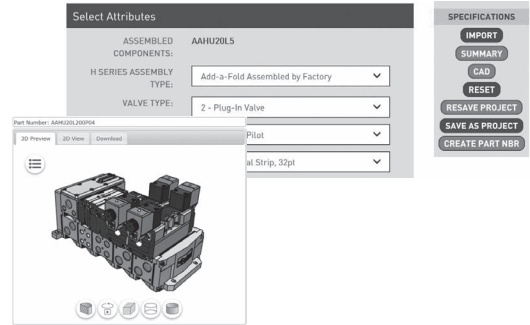 Select Attributes
ASSEMBLED
COMPONENTS:
AAHU20L5
H SERIES ASSEMBLY
TYPE:
Add-a-Fold Assembled by Factory
VALVE TYPE:
2 - Plug-In Valve
Pilot
al Strip, 32pt
Part Number: AAHU20L200P04
3D Preview
2D View
Download
SPECIFICATIONS
IMPORT
SUMMARY
CAD
RESET
RESAVE PROJECT
SAVE AS PROJECT
CREATE PART NBR